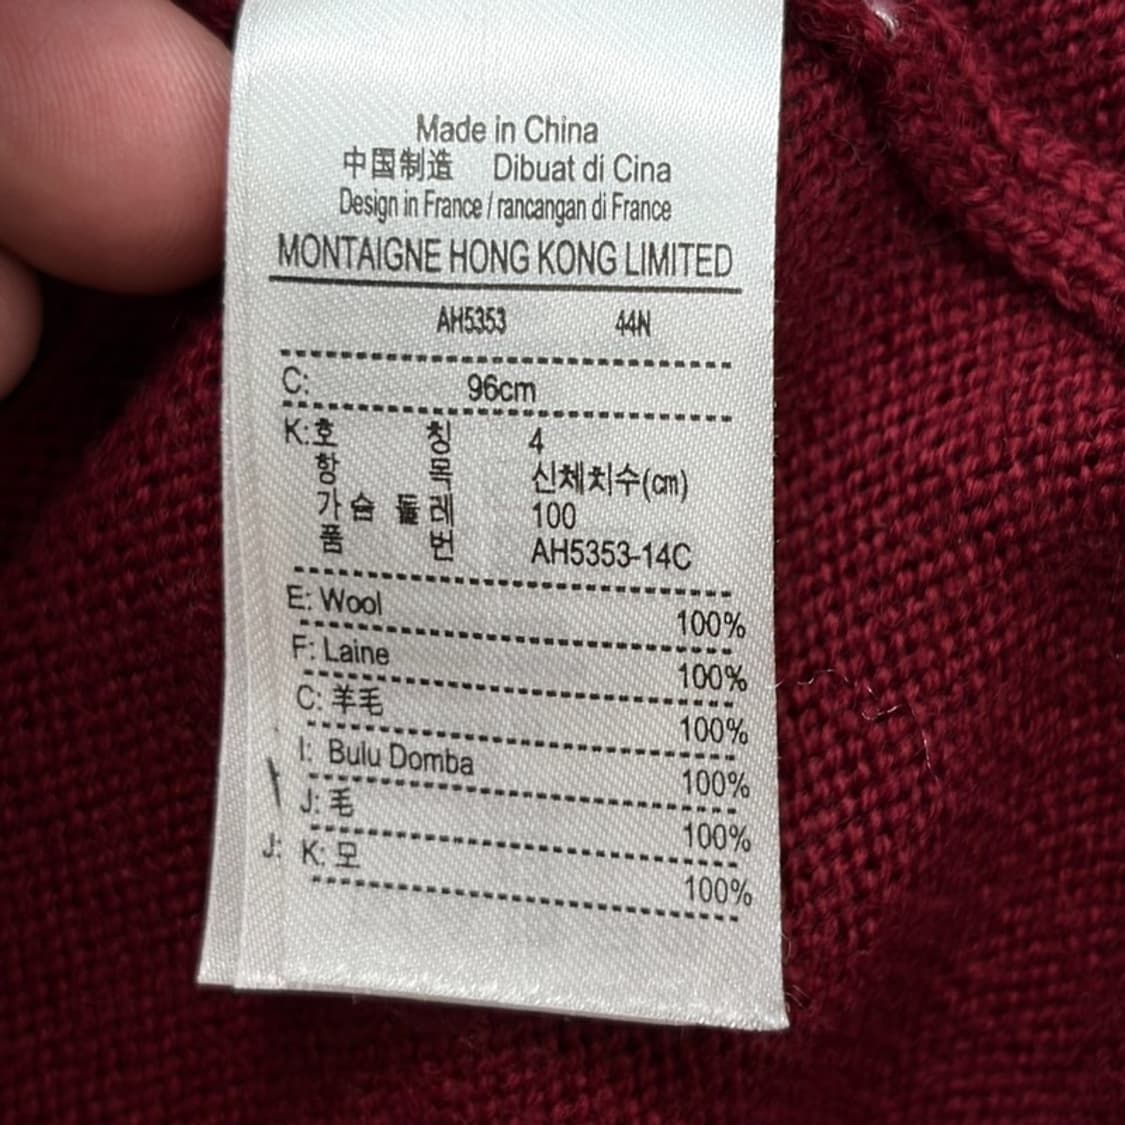 Made in China
中国制造 Dibuat di Cina
Design in France / rancangan di France
MONTAIGNE HONG KONG LIMITED
AH5353 44N
C: 96cm
K:호 칭 4
항 목 신체치수(cm)
가 슴 둘 레 100
품 번 AH5353-14C
E: Wool 100%
F: Laine 100%
C: 羊毛 100%
I: Bulu Domba 100%
J: 毛 100%
J: K: 모 100%